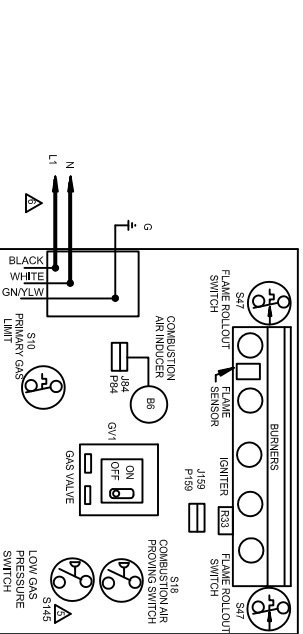 S47
FLAME ROLLOUT
SWITCH
FLAME
SENSOR
BURNERS
IGNITER
R33
J159
P159
FLAME ROLLOUT
SWITCH
S47
L1
N
G
6
BLACK
WHITE
GN/YLW
COMBUSTION
AIR INDUCER
B6
J84
P84
S10
PRIMARY GAS
LIMIT
GV1
ON
OFF
GAS VALVE
S18
COMBUSTION AIR
PROVING SWITCH
LOW GAS
PRESSURE
SWITCH
S145
5